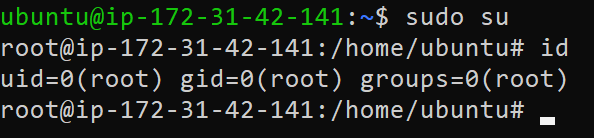 ubuntu@ip-172-31-42-141:~$ sudo su
root@ip-172-31-42-141:/home/ubuntu# id
uid=0(root) gid=0(root) groups=0(root)
root@ip-172-31-42-141:/home/ubuntu#